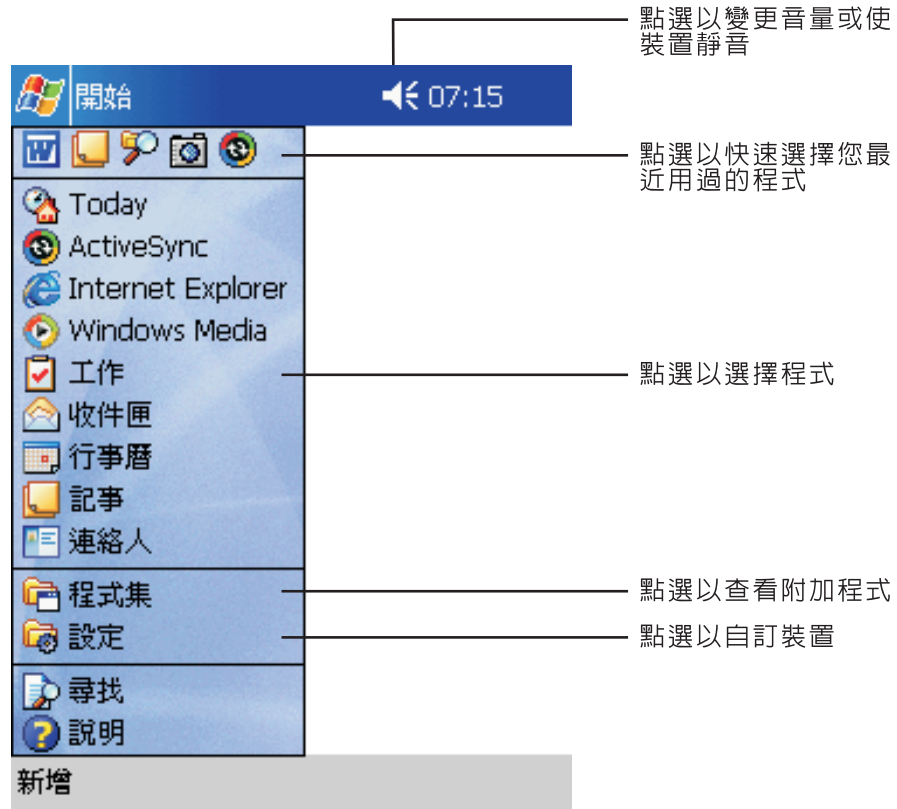 點選以變更音量或使
裝置靜音
開始
07:15
點選以快速選擇您最
近用過的程式
Today
ActiveSync
Internet Explorer
Windows Media
工作
點選以選擇程式
收件匣
行事曆
記事
連絡人
程式集
點選以查看附加程式
設定
點選以自訂裝置
尋找
說明
新增